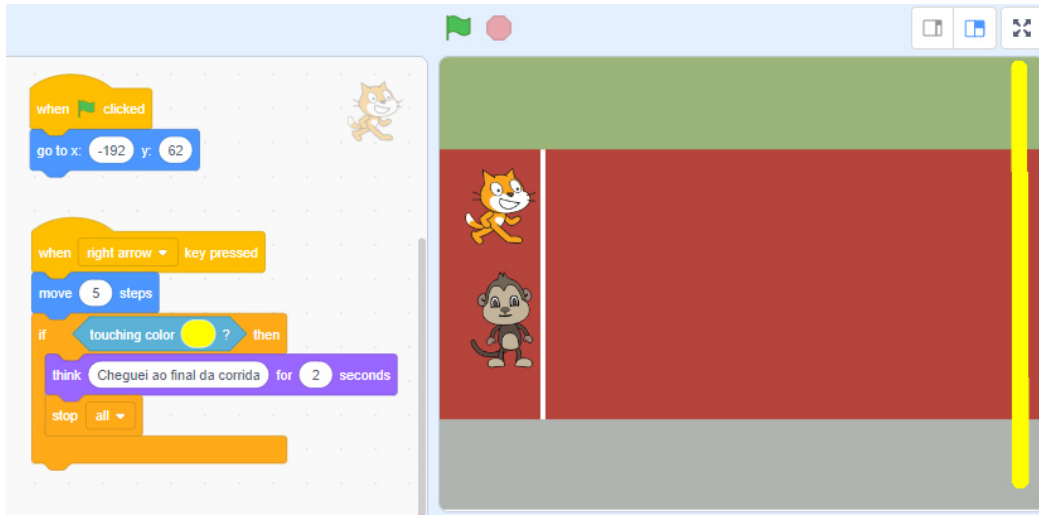 when clicked
go to x: -192 y: 62
when right arrow key pressed
move 5 steps
if touching color ? then
think Cheguei ao final da corrida for 2 seconds
stop all